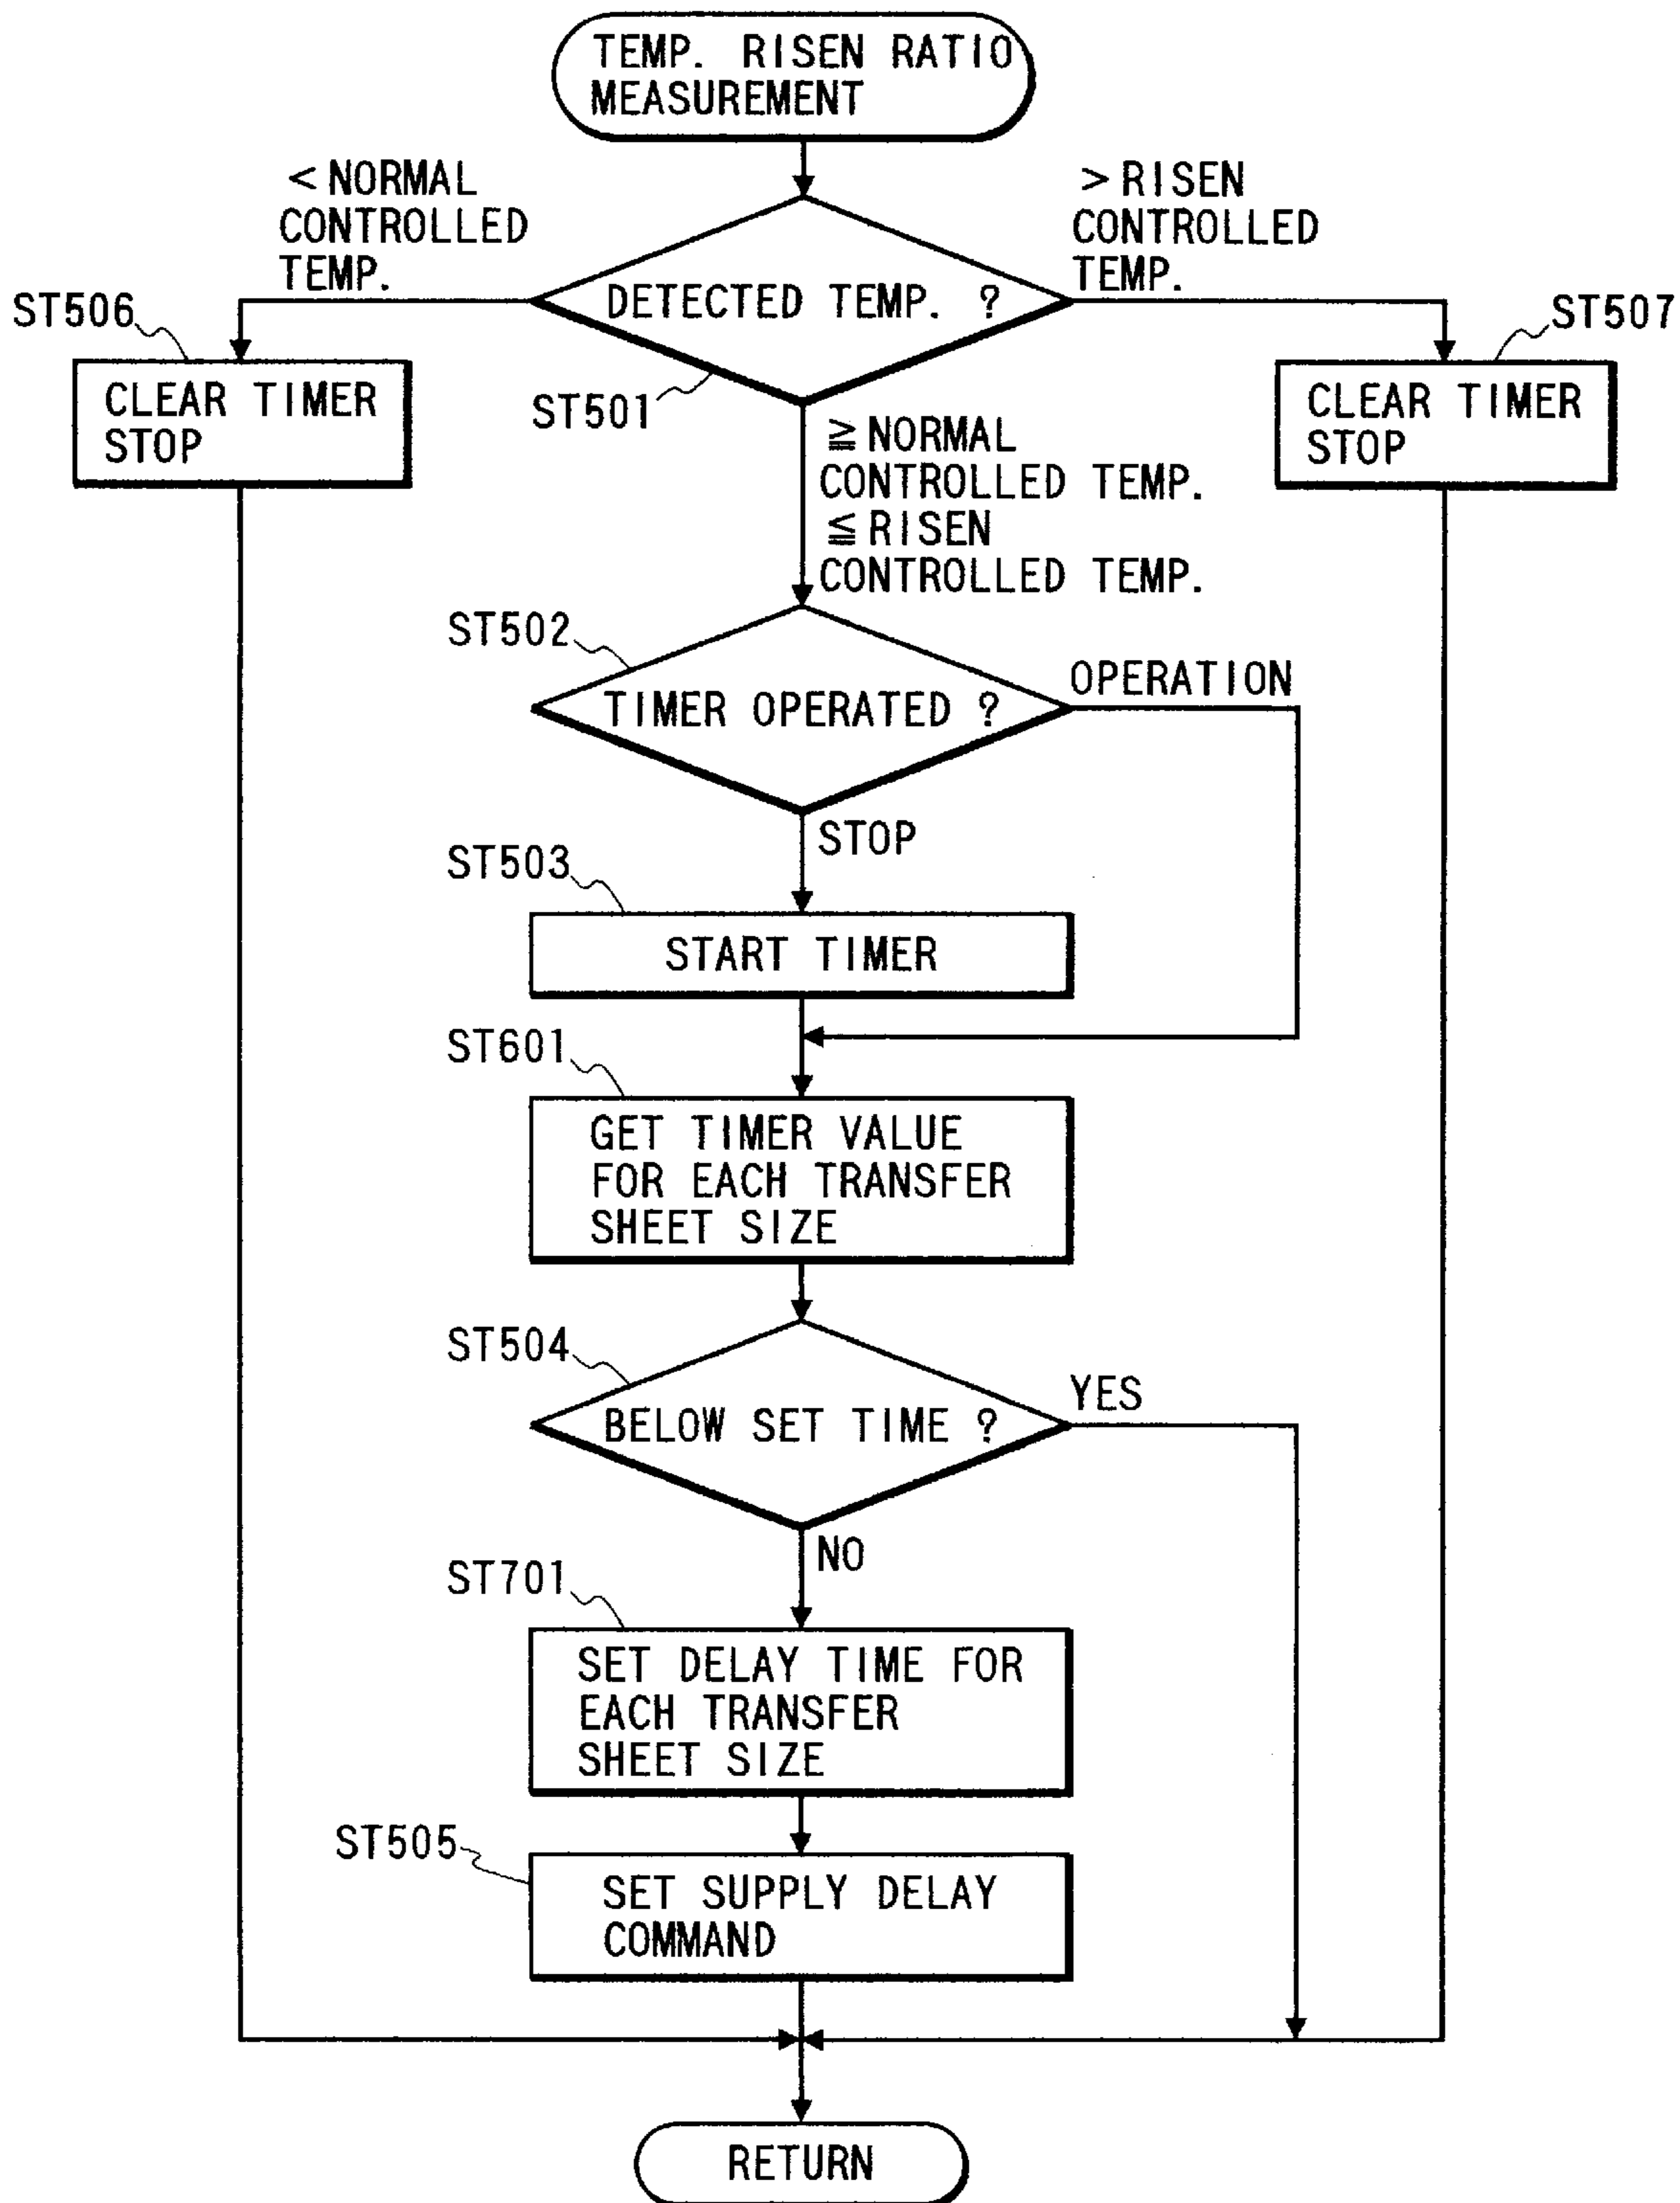 TEMP. RISEN RATIO
MEASUREMENT
< NORMAL
CONTROLLED
TEMP.
> RISEN
CONTROLLED
TEMP.
DETECTED TEMP. ?
ST501
ST506
CLEAR TIMER
STOP
ST507
CLEAR TIMER
STOP
≧ NORMAL
CONTROLLED TEMP.
≦ RISEN
CONTROLLED TEMP.
ST502
TIMER OPERATED ?
OPERATION
STOP
ST503
START TIMER
ST601
GET TIMER VALUE
FOR EACH TRANSFER
SHEET SIZE
ST504
BELOW SET TIME ?
YES
NO
ST701
SET DELAY TIME FOR
EACH TRANSFER
SHEET SIZE
ST505
SET SUPPLY DELAY
COMMAND
RETURN